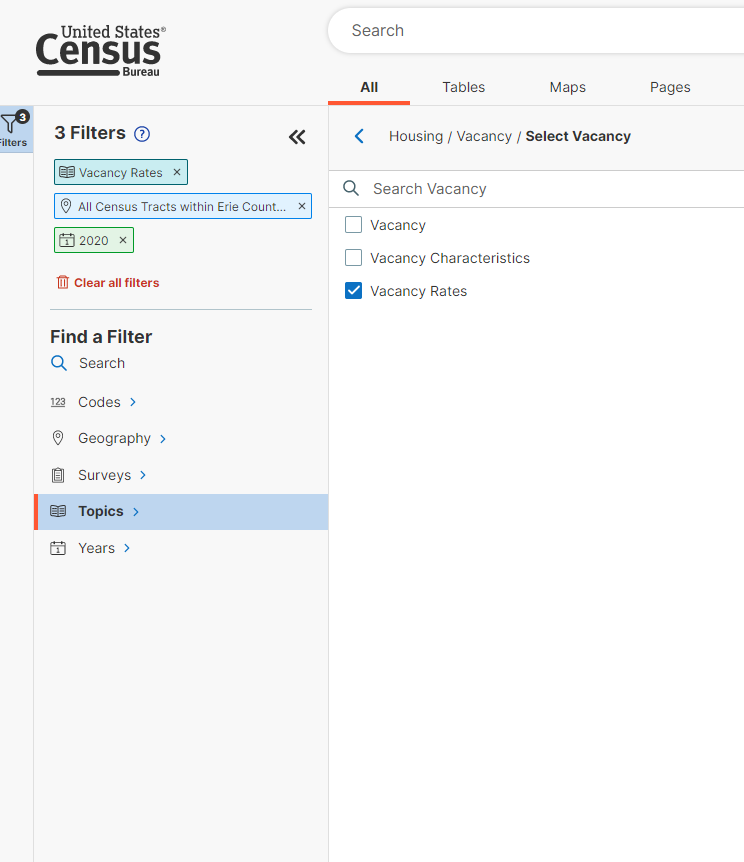 United States®
Census
Bureau
Search
All Tables Maps Pages
3
Filters
3 Filters ?
Housing / Vacancy / Select Vacancy
Vacancy Rates ×
All Census Tracts within Erie Count... ×
1 2020 ×
Clear all filters
Find a Filter
Search
123 Codes
Geography
Surveys
Topics
1 Years
Search Vacancy
Vacancy
Vacancy Characteristics
Vacancy Rates